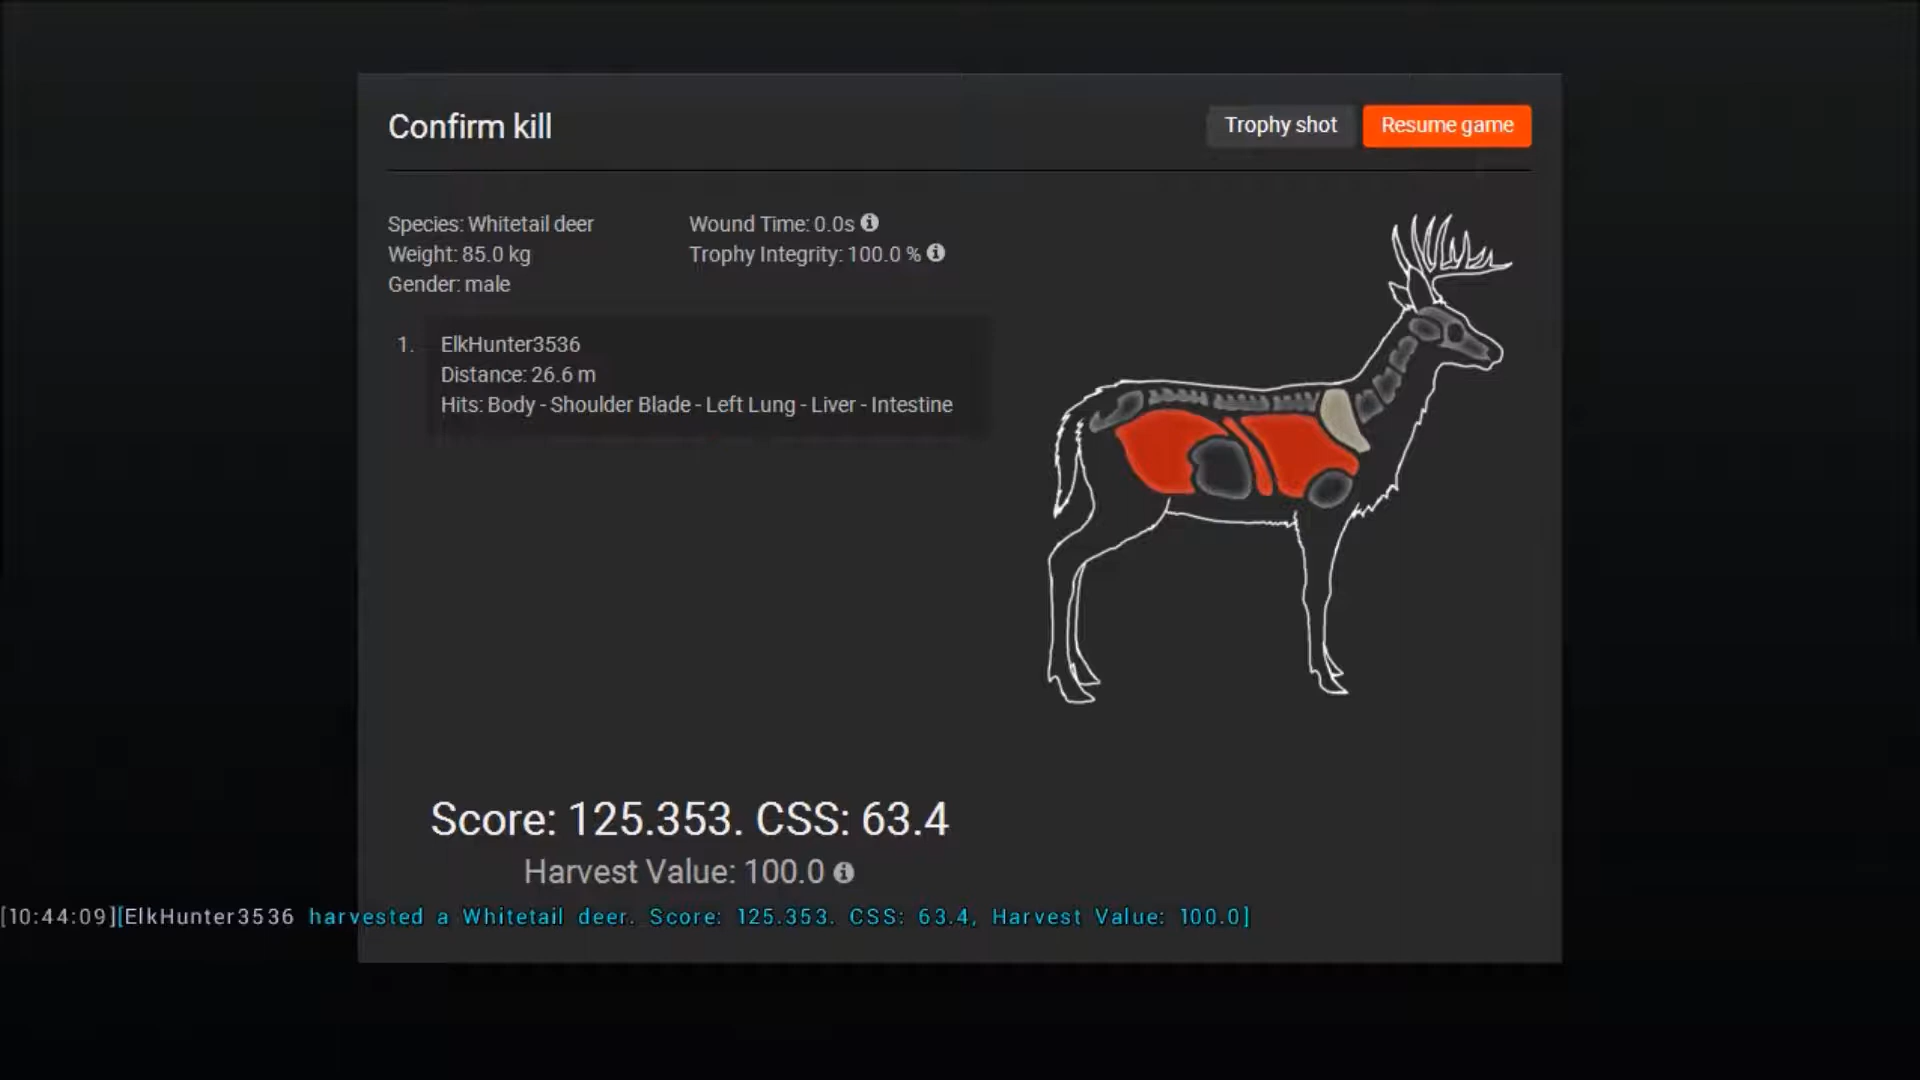 Confirm kill
Trophy shot
Resume game
Species: Whitetail deer
Weight: 85.0 kg
Gender: male
Wound Time: 0.0s
Trophy Integrity: 100.0 %
1.
ElkHunter3536
Distance: 26.6 m
Hits: Body - Shoulder Blade - Left Lung - Liver - Intestine
Score: 125.353. CSS: 63.4
Harvest Value: 100.0
[10:44:09][ElkHunter3536 harvested a Whitetail deer. Score: 125.353. CSS: 63.4, Harvest Value: 100.0]